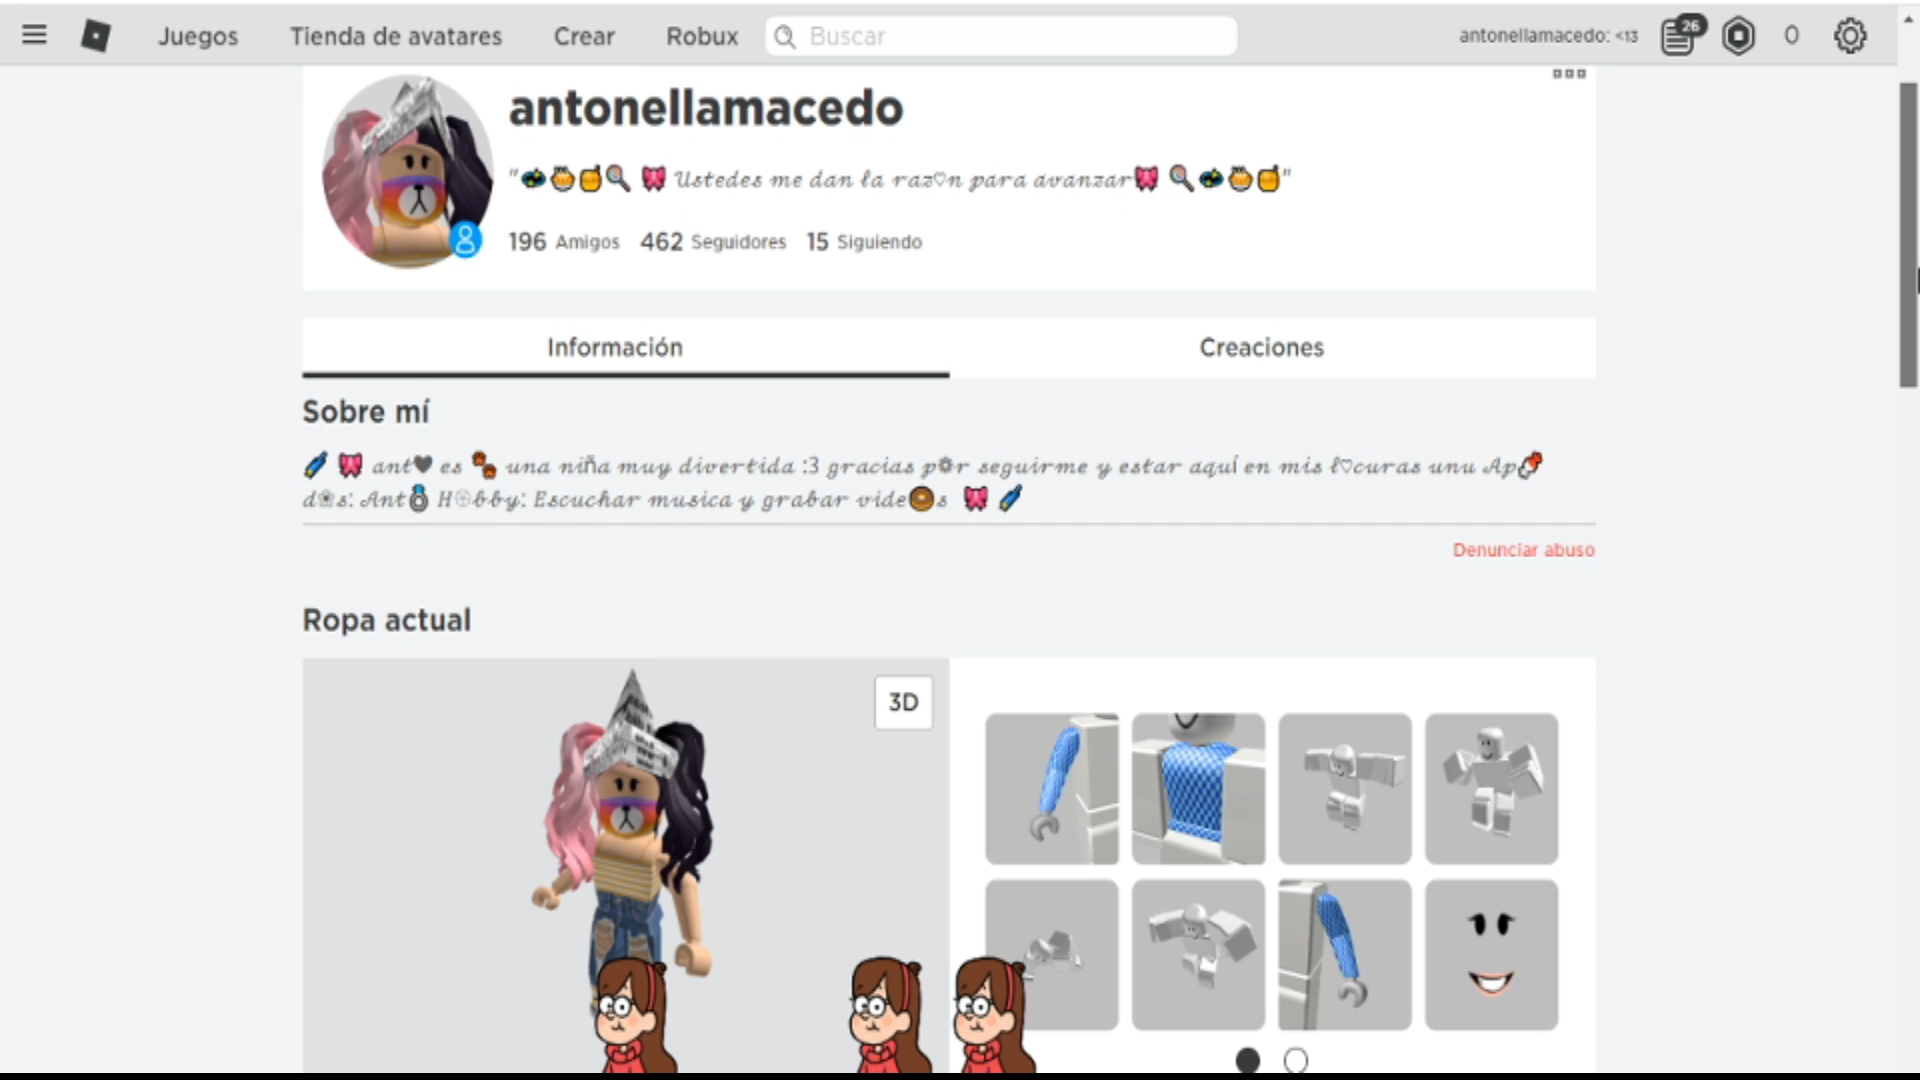 Juegos Tienda de avatares Crear Robux Buscar antonellamacedo: <13 26 0
antonellamacedo
"🎀 Ustedes me dan la raz♡n para avanzar🎀"
196 Amigos 462 Seguidores 15 Siguiendo
Información Creaciones
Sobre mí
ant♥ es una niña muy divertida :3 gracias p❁r seguirme y estar aquí en mis l♡curas unu Ap
d❀s: Ant💍 H☹bby: Escuchar musica y grabar vide🍩s
Denunciar abuso
Ropa actual
3D